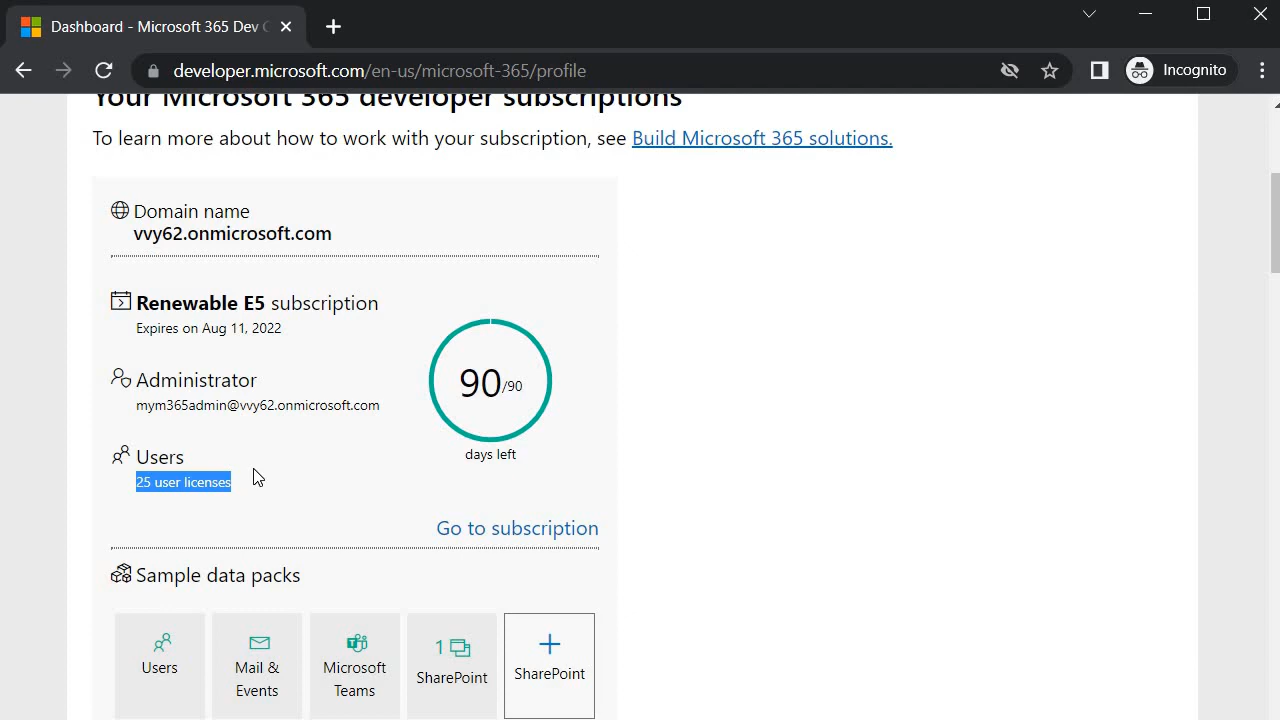 Dashboard - Microsoft 365 Dev C
developer.microsoft.com/en-us/microsoft-365/profile
Incognito
Your Microsoft 365 developer subscriptions
To learn more about how to work with your subscription, see Build Microsoft 365 solutions.
Domain name
vvy62.onmicrosoft.com
Renewable E5 subscription
Expires on Aug 11, 2022
90/90
days left
Administrator
mym365admin@vvy62.onmicrosoft.com
Users
25 user licenses
Go to subscription
Sample data packs
Users
Mail &
Events
Microsoft
Teams
1
SharePoint
SharePoint